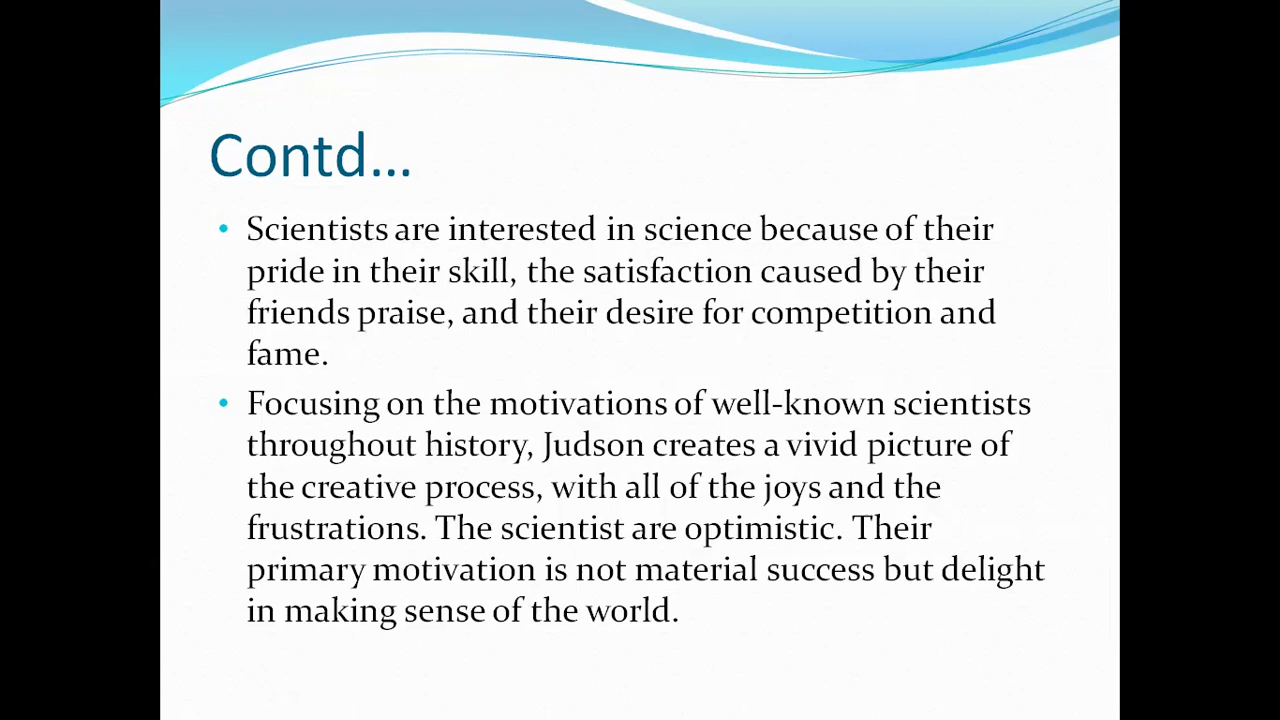 Contd...
• Scientists are interested in science because of their
pride in their skill, the satisfaction caused by their
friends praise, and their desire for competition and
fame.
• Focusing on the motivations of well-known scientists
throughout history, Judson creates a vivid picture of
the creative process, with all of the joys and the
frustrations. The scientist are optimistic. Their
primary motivation is not material success but delight
in making sense of the world.